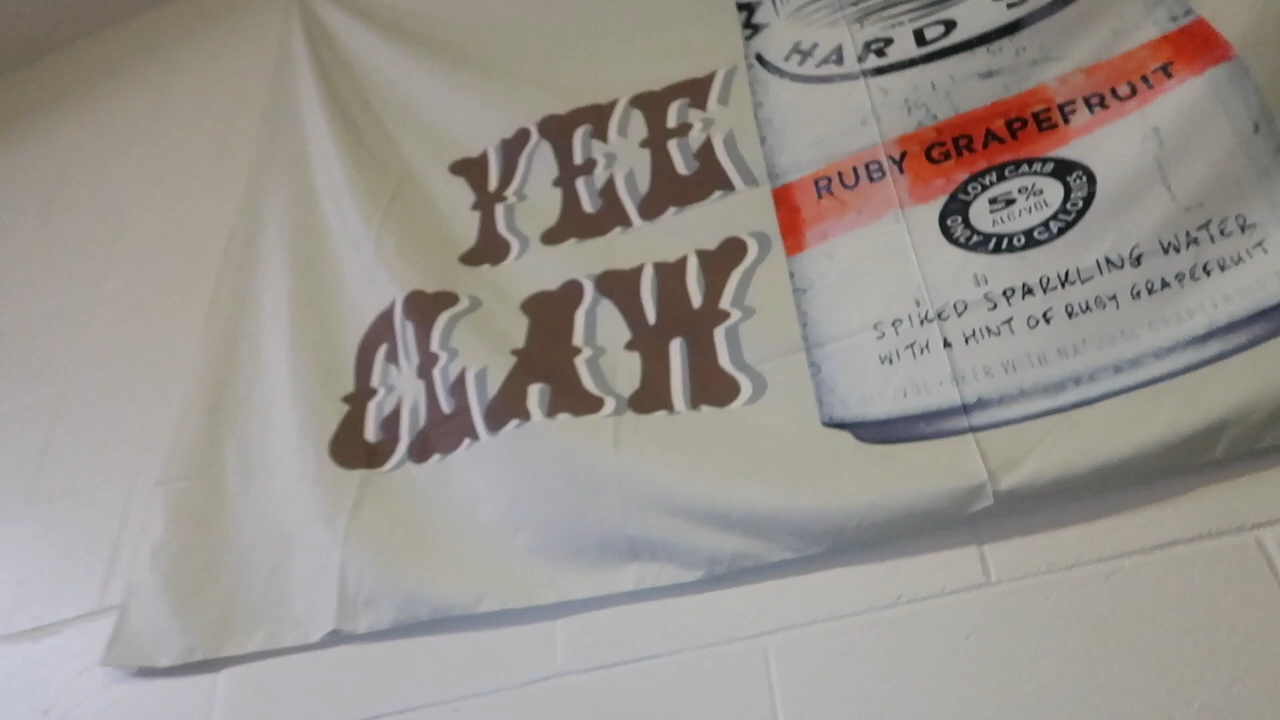 YEE
CLAW
HARD
RUBY GRAPEFRUIT
LOW CARB
5%
ALC/VOL
ONLY 110 CALORIES
SPIKED SPARKLING WATER
WITH A HINT OF RUBY GRAPEFRUIT